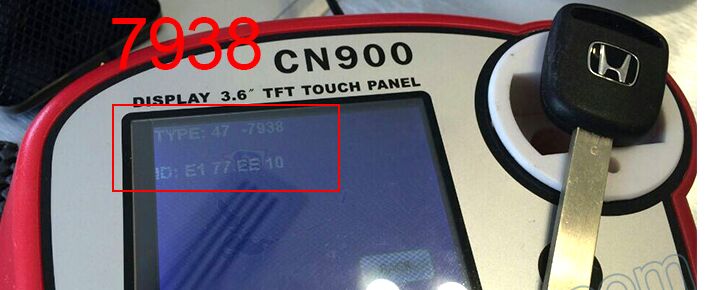 7938
CN900
DISPLAY 3.6" TFT TOUCH PANEL
TYPE: 47 -7938
ID: E1 77 EE 10